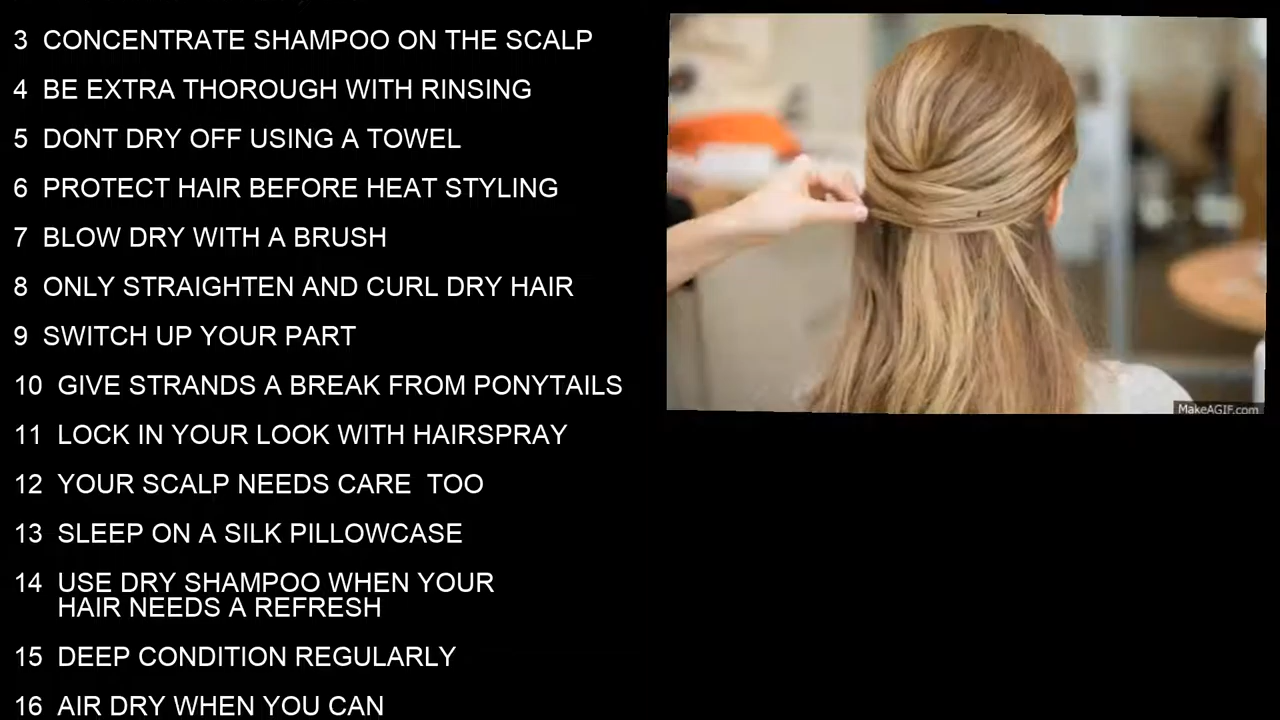 3 CONCENTRATE SHAMPOO ON THE SCALP
4 BE EXTRA THOROUGH WITH RINSING
5 DONT DRY OFF USING A TOWEL
6 PROTECT HAIR BEFORE HEAT STYLING
7 BLOW DRY WITH A BRUSH
8 ONLY STRAIGHTEN AND CURL DRY HAIR
9 SWITCH UP YOUR PART
10 GIVE STRANDS A BREAK FROM PONYTAILS
11 LOCK IN YOUR LOOK WITH HAIRSPRAY
12 YOUR SCALP NEEDS CARE TOO
13 SLEEP ON A SILK PILLOWCASE
14 USE DRY SHAMPOO WHEN YOUR
HAIR NEEDS A REFRESH
15 DEEP CONDITION REGULARLY
16 AIR DRY WHEN YOU CAN
MakeAGIF.com